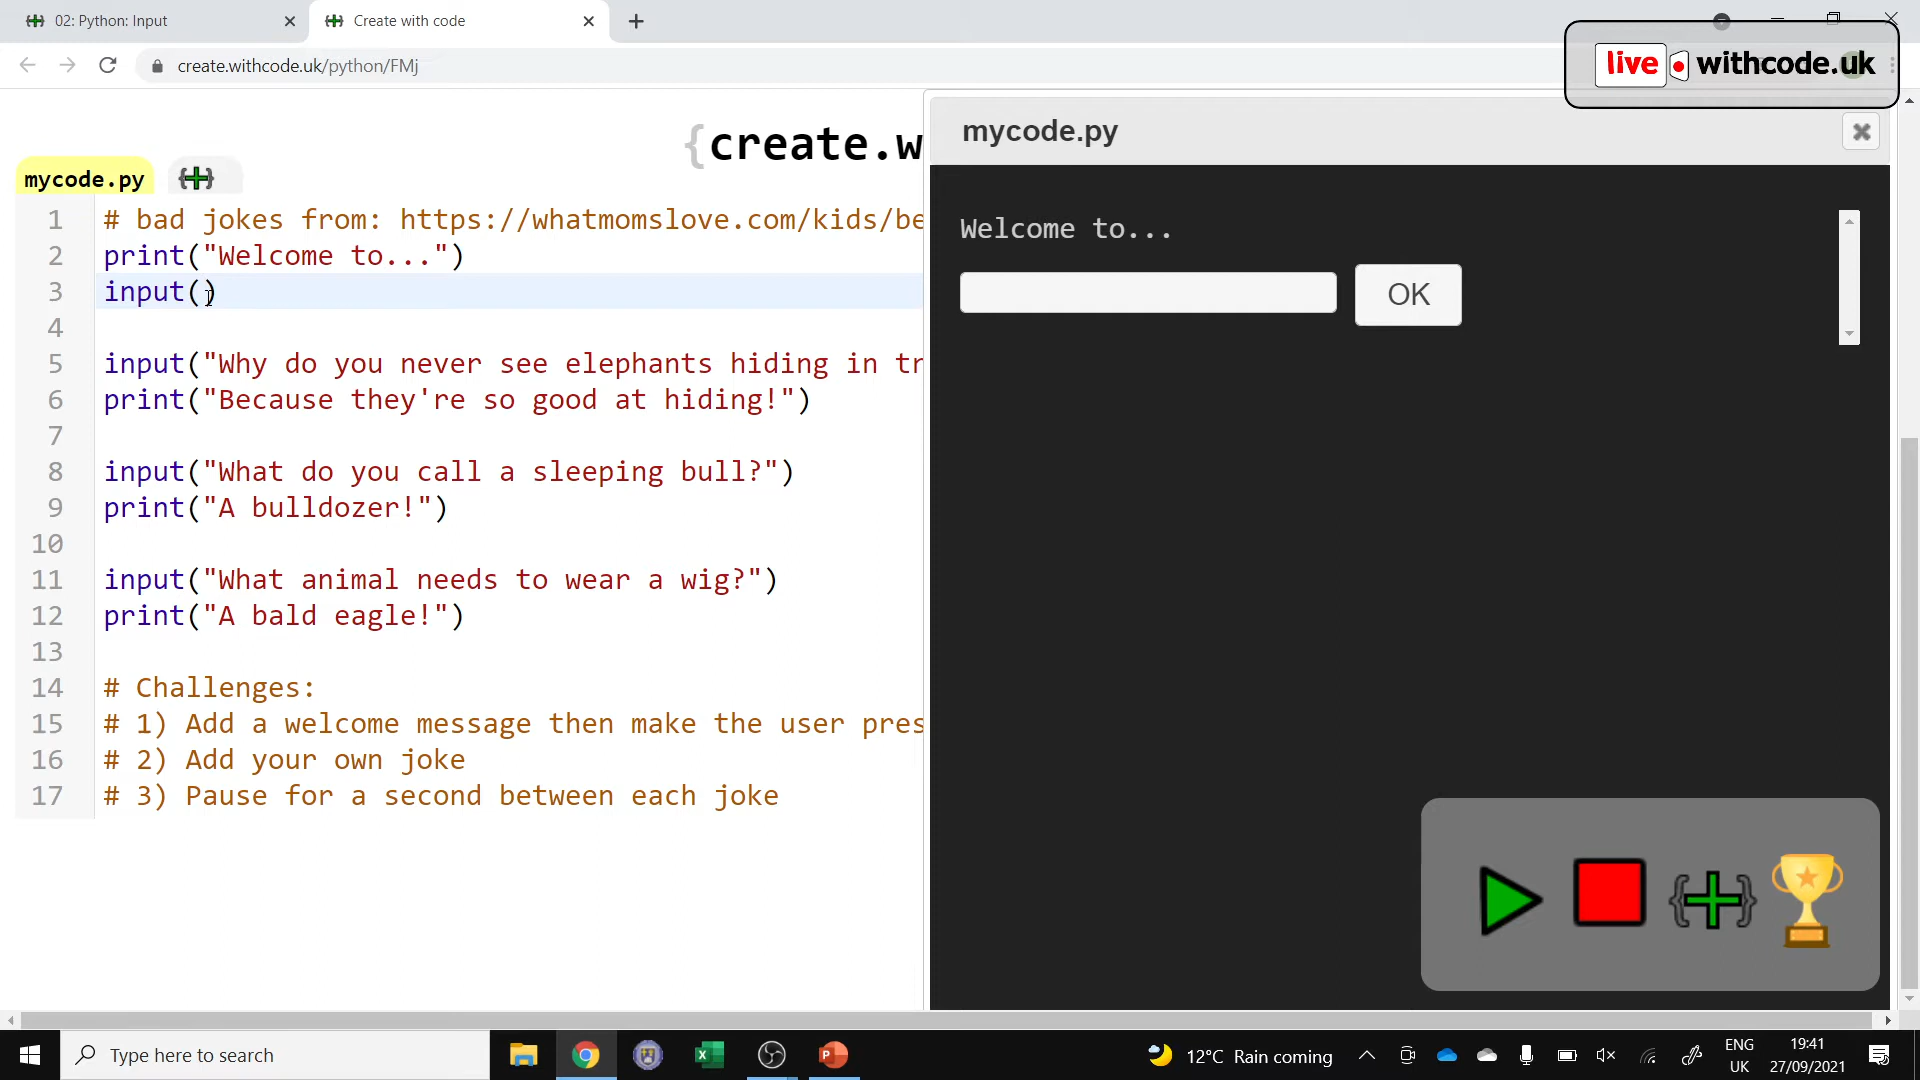 02: Python: Input
Create with code
create.withcode.uk/python/FMj
live withcode.uk
{create.w
mycode.py
mycode.py
1 # bad jokes from: https://whatmomslove.com/kids/be
2 print("Welcome to...")
3 input()
4
5 input("Why do you never see elephants hiding in tr
6 print("Because they're so good at hiding!")
7
8 input("What do you call a sleeping bull?")
9 print("A bulldozer!")
10
11 input("What animal needs to wear a wig?")
12 print("A bald eagle!")
13
14 # Challenges:
15 # 1) Add a welcome message then make the user pres
16 # 2) Add your own joke
17 # 3) Pause for a second between each joke
Welcome to...
OK
Type here to search
12°C Rain coming
ENG
UK
19:41
27/09/2021